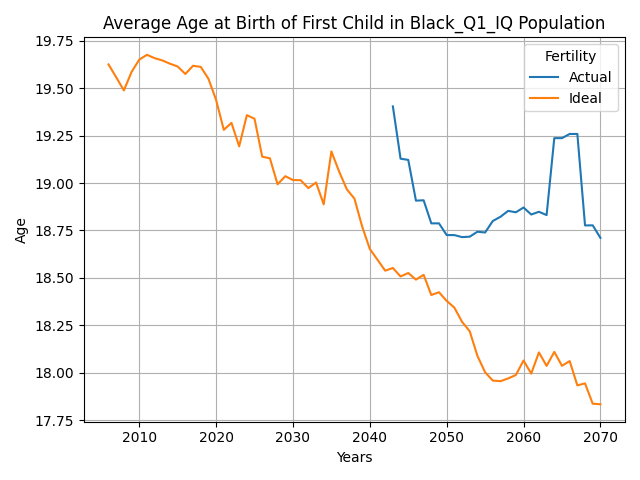 Average Age at Birth of First Child in Black_Q1_IQ Population
Age
19.75
19.50
19.25
19.00
18.75
18.50
18.25
18.00
17.75
Fertility
Actual
Ideal
2010 2020 2030 2040 2050 2060 2070
Years